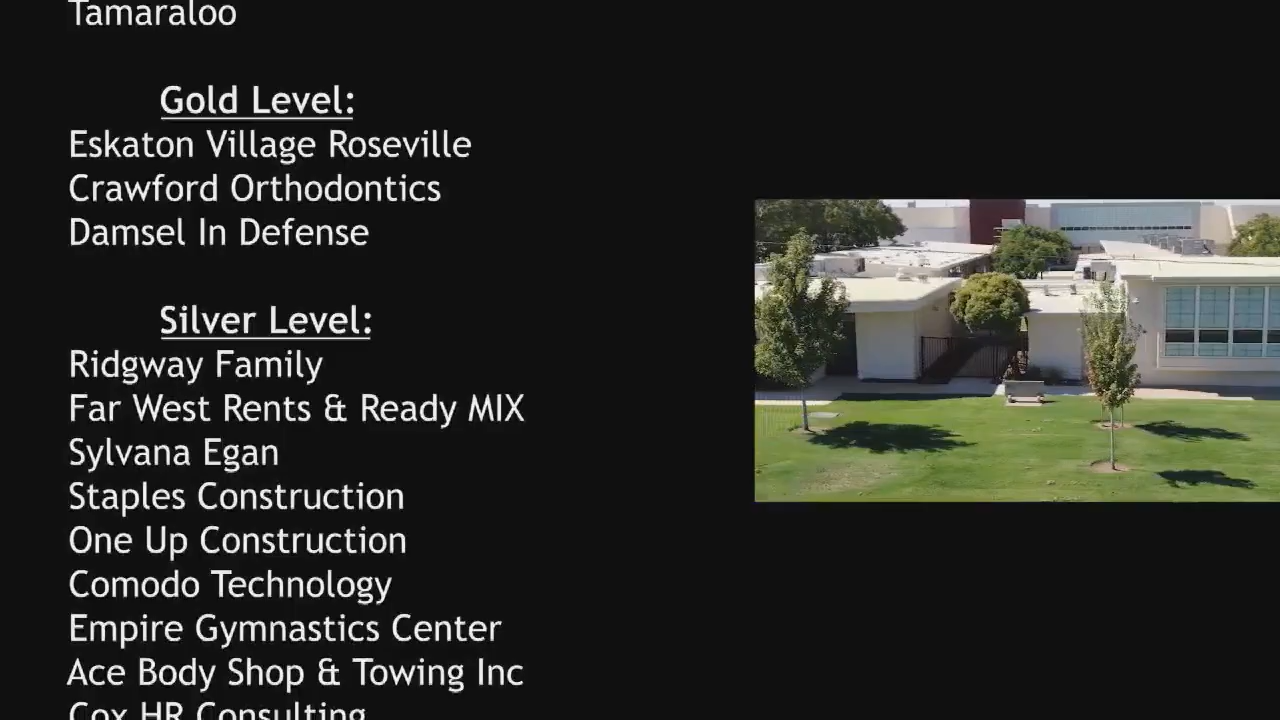 Tamaraloo
Gold Level:
Eskaton Village Roseville
Crawford Orthodontics
Damsel In Defense
Silver Level:
Ridgway Family
Far West Rents & Ready MIX
Sylvana Egan
Staples Construction
One Up Construction
Comodo Technology
Empire Gymnastics Center
Ace Body Shop & Towing Inc
Cox HR Consulting